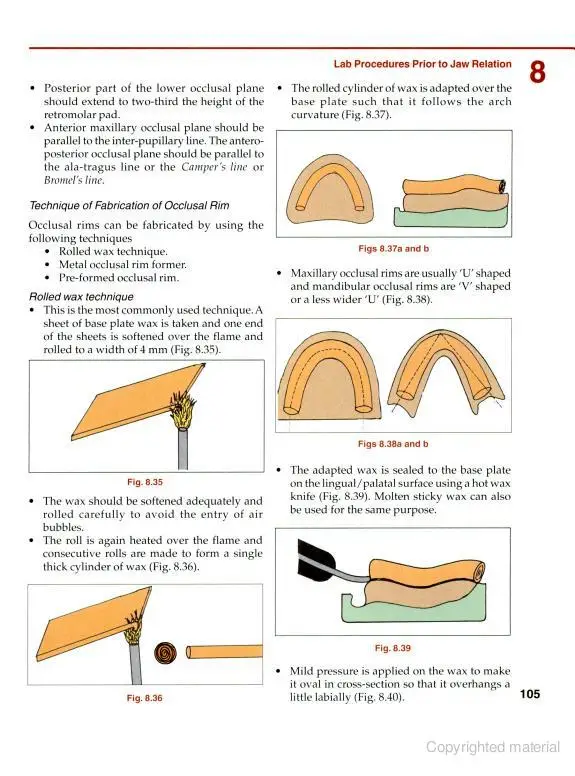 Lab Procedures Prior to Jaw Relation
8
• Posterior part of the lower occlusal plane
should extend to two-third the height of the
retromolar pad.
• Anterior maxillary occlusal plane should be
parallel to the inter-pupillary line. The antero-
posterior occlusal plane should be parallel to
the ala-tragus line or the Camper's line or
Bromel's line.
Technique of Fabrication of Occlusal Rim
Occlusal rims can be fabricated by using the
following techniques
• Rolled wax technique.
• Metal occlusal rim former.
• Pre-formed occlusal rim.
Rolled wax technique
• This is the most commonly used technique. A
sheet of base plate wax is taken and one end
of the sheets is softened over the flame and
rolled to a width of 4 mm (Fig. 8.35).
Fig. 8.35
• The wax should be softened adequately and
rolled carefully to avoid the entry of air
bubbles.
• The roll is again heated over the flame and
consecutive rolls are made to form a single
thick cylinder of wax (Fig. 8.36).
Fig. 8.36
• The rolled cylinder of wax is adapted over the
base plate such that it follows the arch
curvature (Fig. 8.37).
Figs 8.37a and b
• Maxillary occlusal rims are usually 'U' shaped
and mandibular occlusal rims are 'V' shaped
or a less wider 'U' (Fig. 8.38).
Figs 8.38a and b
• The adapted wax is sealed to the base plate
on the lingual/palatal surface using a hot wax
knife (Fig. 8.39). Molten sticky wax can also
be used for the same purpose.
Fig. 8.39
• Mild pressure is applied on the wax to make
it oval in cross-section so that it overhangs a
little labially (Fig. 8.40).
105
Copyrighted material